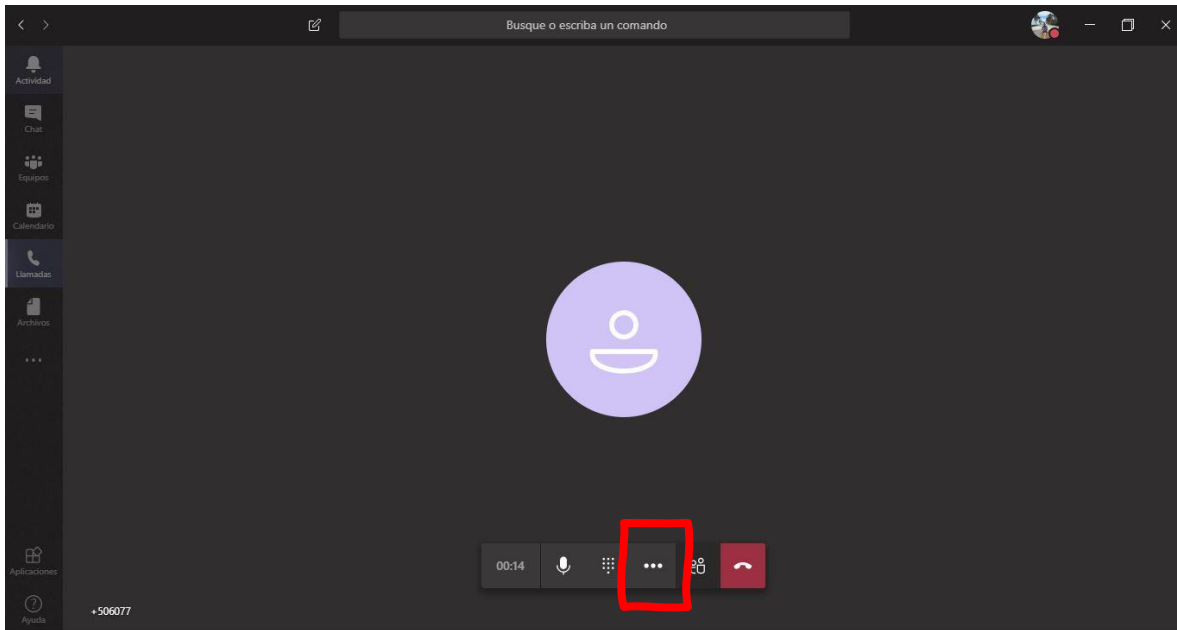 Busque o escriba un comando
Actividad
Chat
Equipos
Calendario
Llamadas
Archivos
Aplicaciones
Ayuda
00:14
+506077